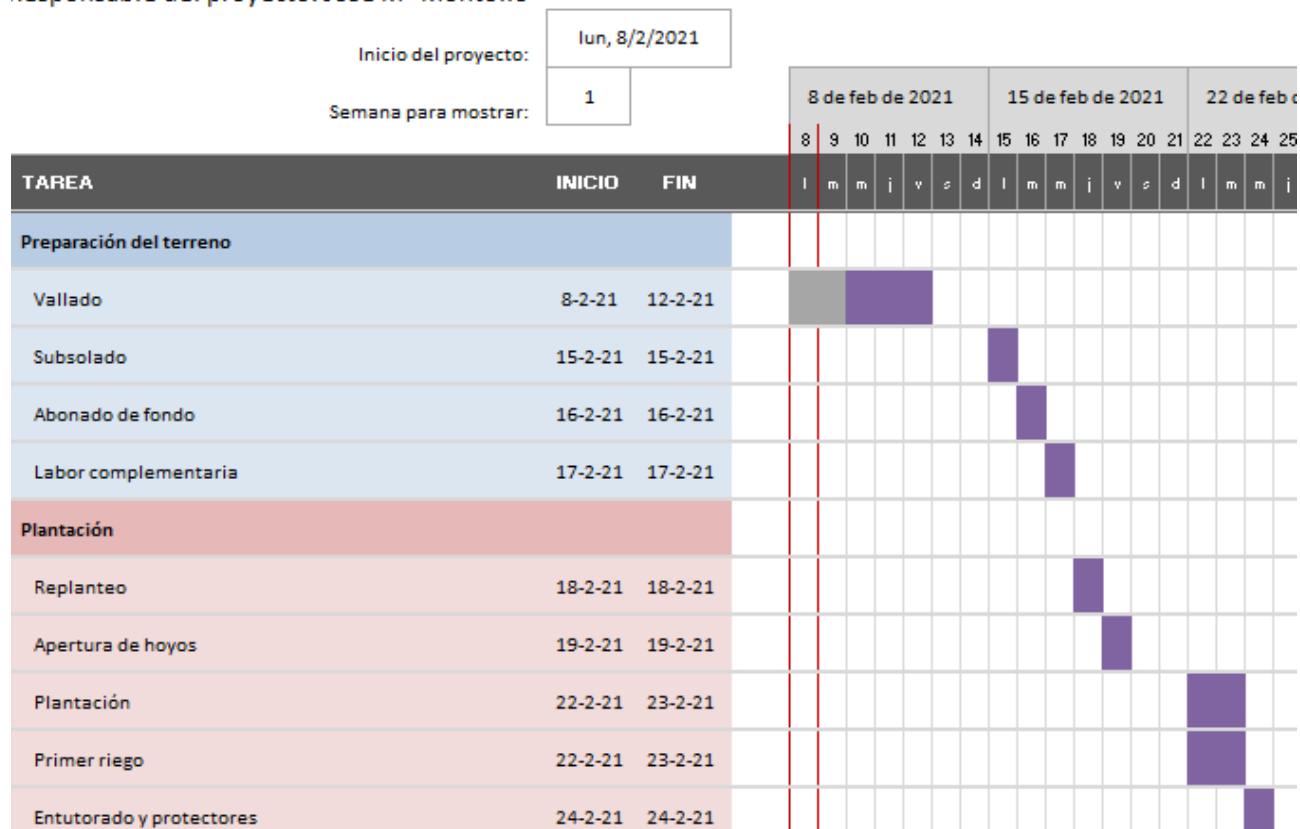 Inicio del proyecto: lun, 8/2/2021
Semana para mostrar: 1
8 de feb de 2021 15 de feb de 2021 22 de feb
8 9 10 11 12 13 14 15 16 17 18 19 20 21 22 23 24 25
TAREA INICIO FIN l m m j v s d l m m j v s d l m m j
Preparación del terreno
Vallado 8-2-21 12-2-21
Subsolado 15-2-21 15-2-21
Abonado de fondo 16-2-21 16-2-21
Labor complementaria 17-2-21 17-2-21
Plantación
Replanteo 18-2-21 18-2-21
Apertura de hoyos 19-2-21 19-2-21
Plantación 22-2-21 23-2-21
Primer riego 22-2-21 23-2-21
Entutorado y protectores 24-2-21 24-2-21